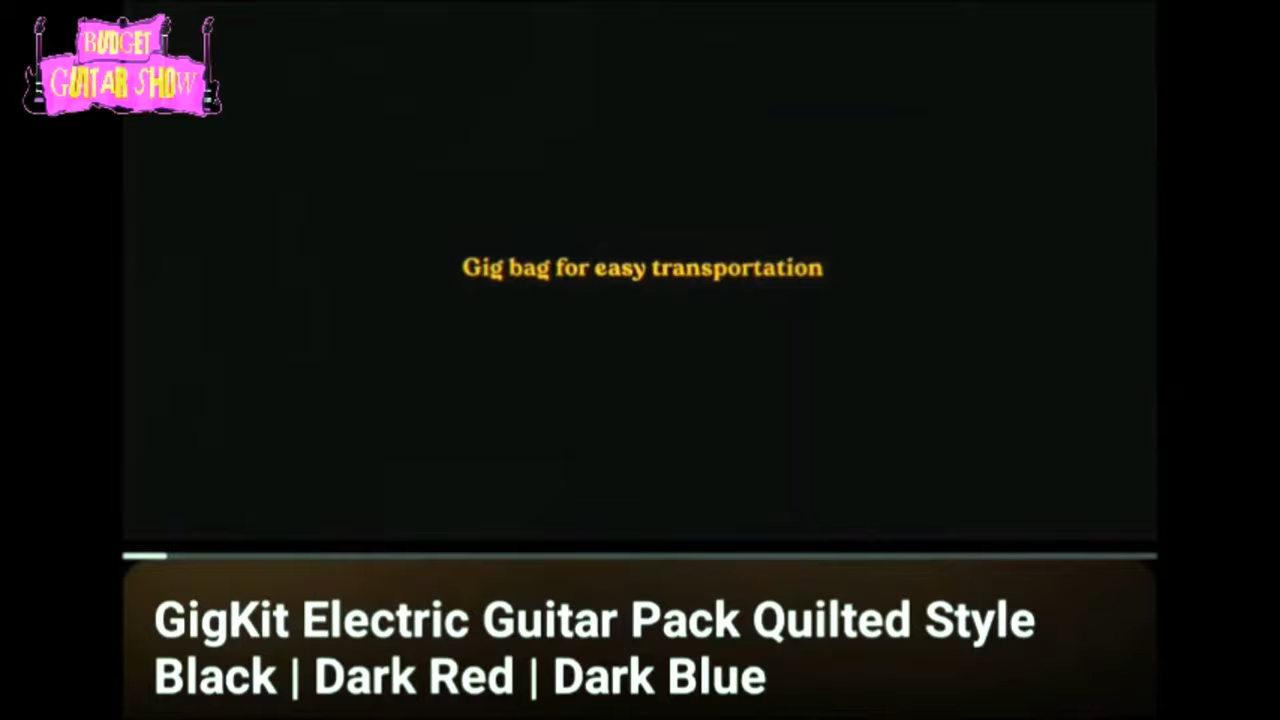 BUDGET
GUITAR SHOW
Gig bag for easy transportation
GigKit Electric Guitar Pack Quilted Style
Black | Dark Red | Dark Blue